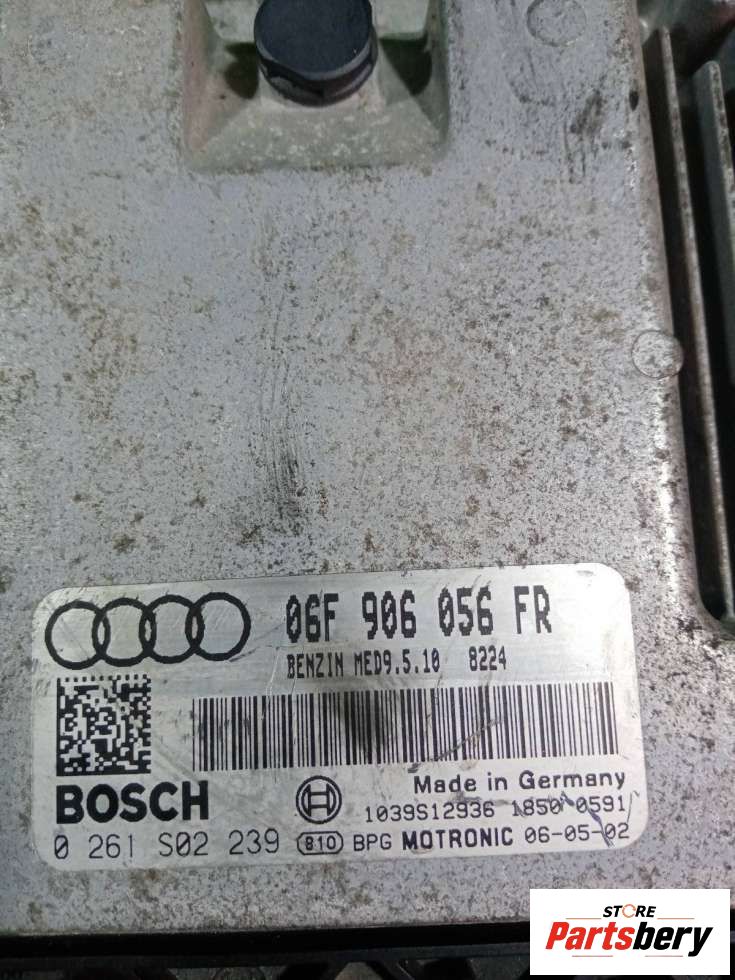 06F 906 056 FR
BENZIN MED9.5.10 8224
BOSCH
Made in Germany
1039S12936 1850 0591
0 261 S02 239 810 BPG MOTRONIC 06-05-02
STORE
Partsbery